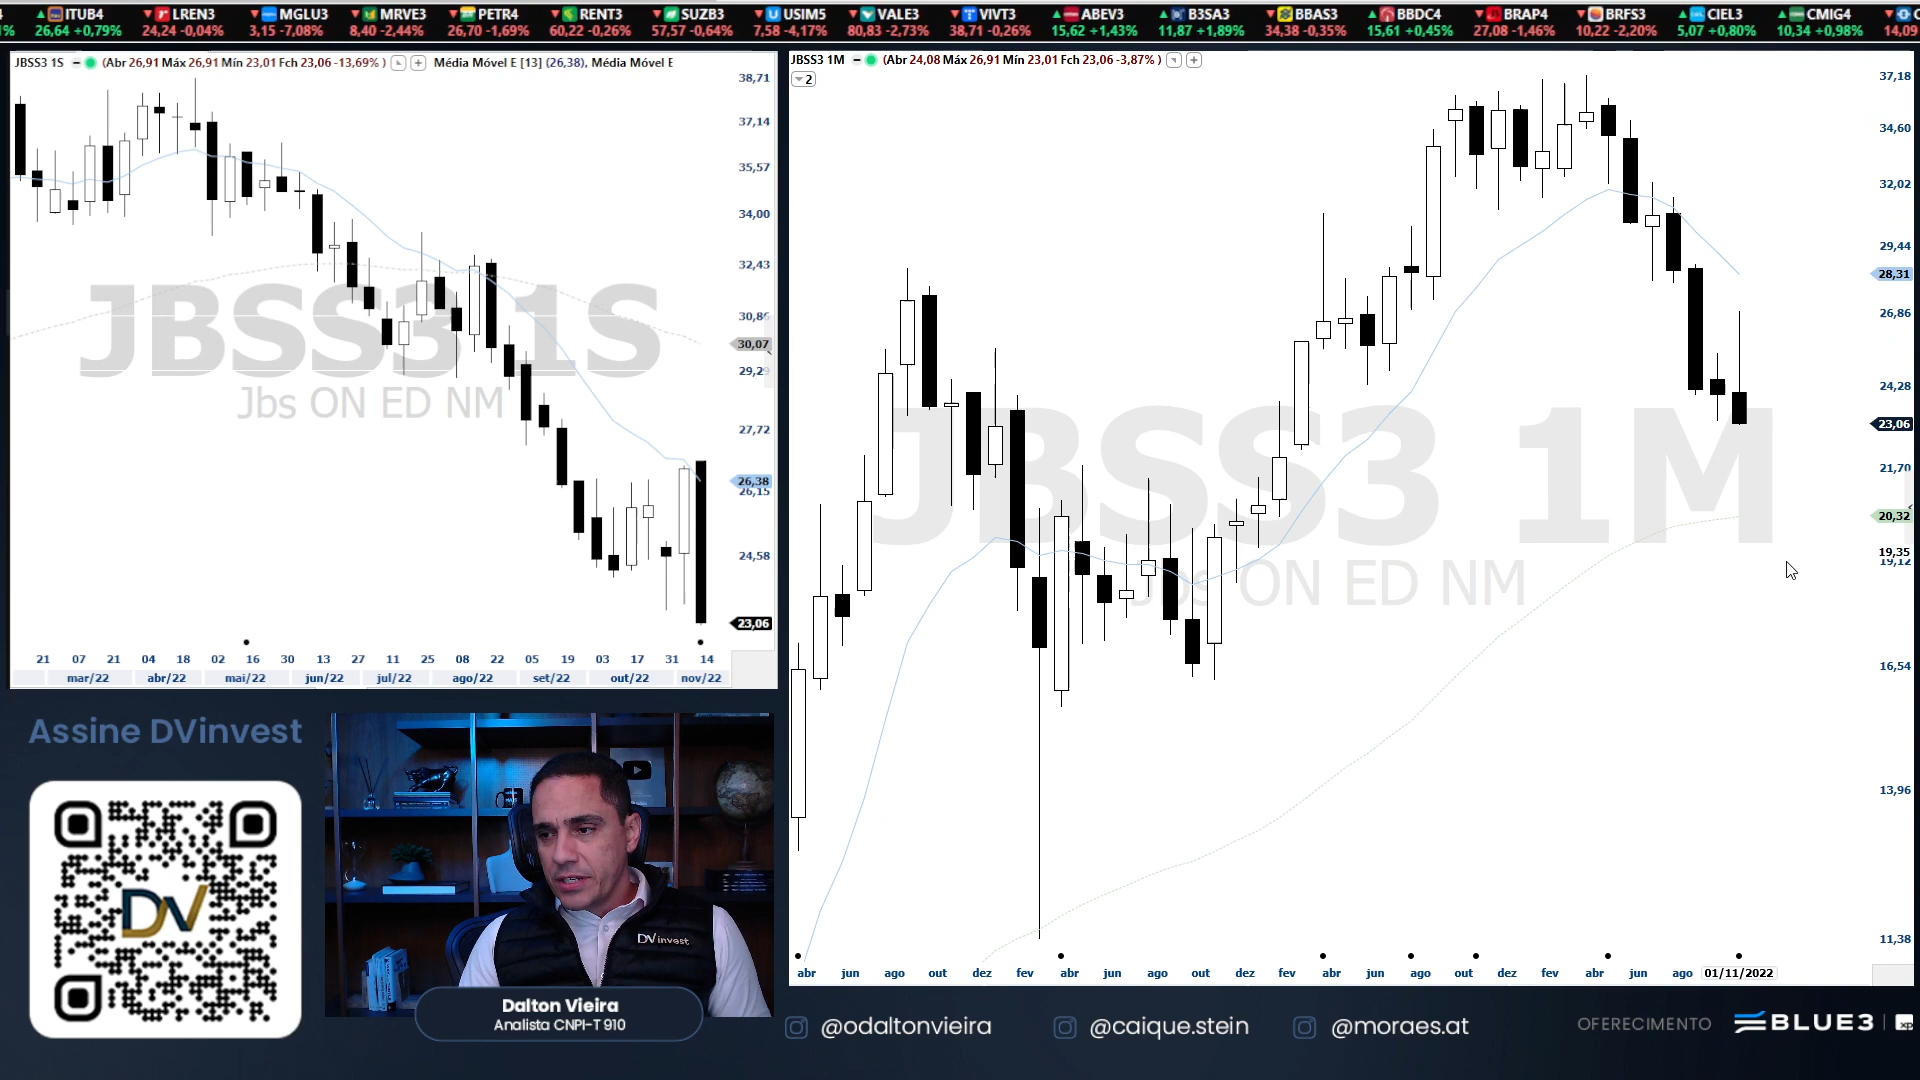 ITUB4
26,64 +0,79%
LREN3
24,24 -0,04%
MGLU3
3,15 -7,08%
MRVE3
8,40 -2,44%
PETR4
26,70 -1,69%
RENT3
60,22 -0,26%
SUZB3
57,57 -0,64%
USIM5
7,58 -4,17%
VALE3
80,83 -2,73%
VIVT3
38,71 -0,26%
ABEV3
15,62 +1,43%
B3SA3
11,87 +1,89%
BBAS3
34,38 -0,35%
BBDC4
15,61 +0,45%
BRAP4
27,08 -1,46%
BRFS3
10,22 -2,20%
CIEL3
5,07 +0,80%
CMIG4
10,34 +0,98%
14,09
JBSS3 1S (Abr 26,91 Máx 26,91 Mín 23,01 Fch 23,06 -13,69% ) Média Móvel E [13] (26,38), Média Móvel E
38,71
37,14
35,57
34,00
32,43
30,86
30,07
29,29
27,72
26,38
26,15
24,58
23,06
JBSS3 1S
Jbs ON ED NM
21 07 21 04 18 02 16 30 13 27 11 25 08 22 05 19 03 17 31 14
mar/22 abr/22 mai/22 jun/22 jul/22 ago/22 set/22 out/22 nov/22
JBSS3 1M (Abr 24,08 Máx 26,91 Mín 23,01 Fch 23,06 -3,87% )
2
37,18
34,60
32,02
29,44
28,31
26,86
24,28
23,06
21,70
20,32
19,35
19,12
16,54
13,96
11,38
JBSS3 1M
Jbs ON ED NM
abr jun ago out dez fev abr jun ago out dez fev abr jun ago out dez fev abr jun ago 01/11/2022
Assine DVinvest
DV
DVinvest
Dalton Vieira
Analista CNPI-T 910
@odaltonvieira
@caique.stein
@moraes.at
OFERECIMENTO
BLUE3
xp